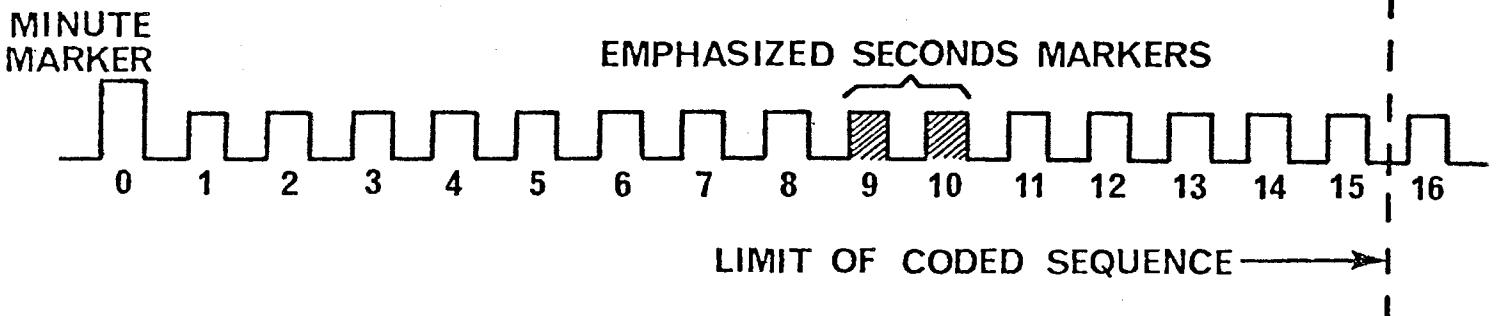 MINUTE
MARKER
EMPHASIZED SECONDS MARKERS
0 1 2 3 4 5 6 7 8 9 10 11 12 13 14 15 16
LIMIT OF CODED SEQUENCE